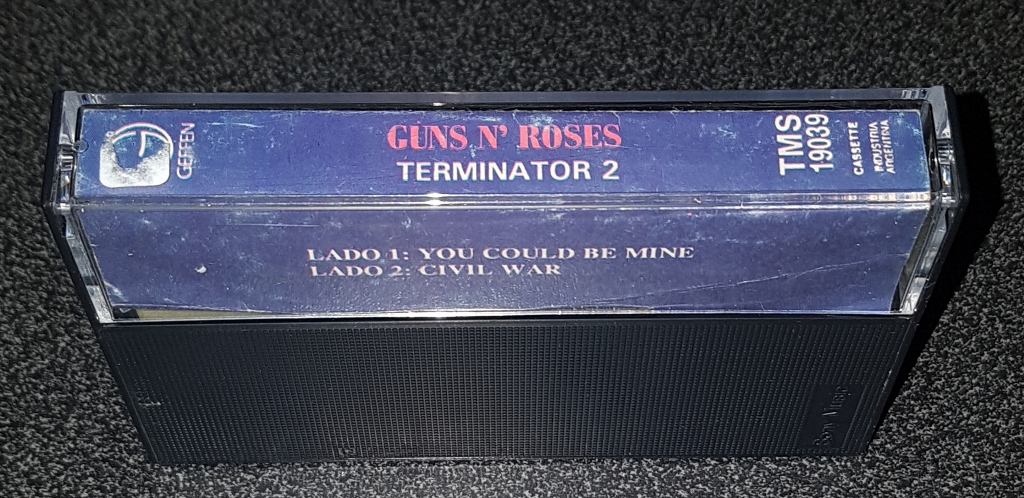 GEFFEN
GUNS N' ROSES
TERMINATOR 2
TMS
19039
CASSETTE
INDUSTRIA
ARGENTINA
LADO 1: YOU COULD BE MINE
LADO 2: CIVIL WAR